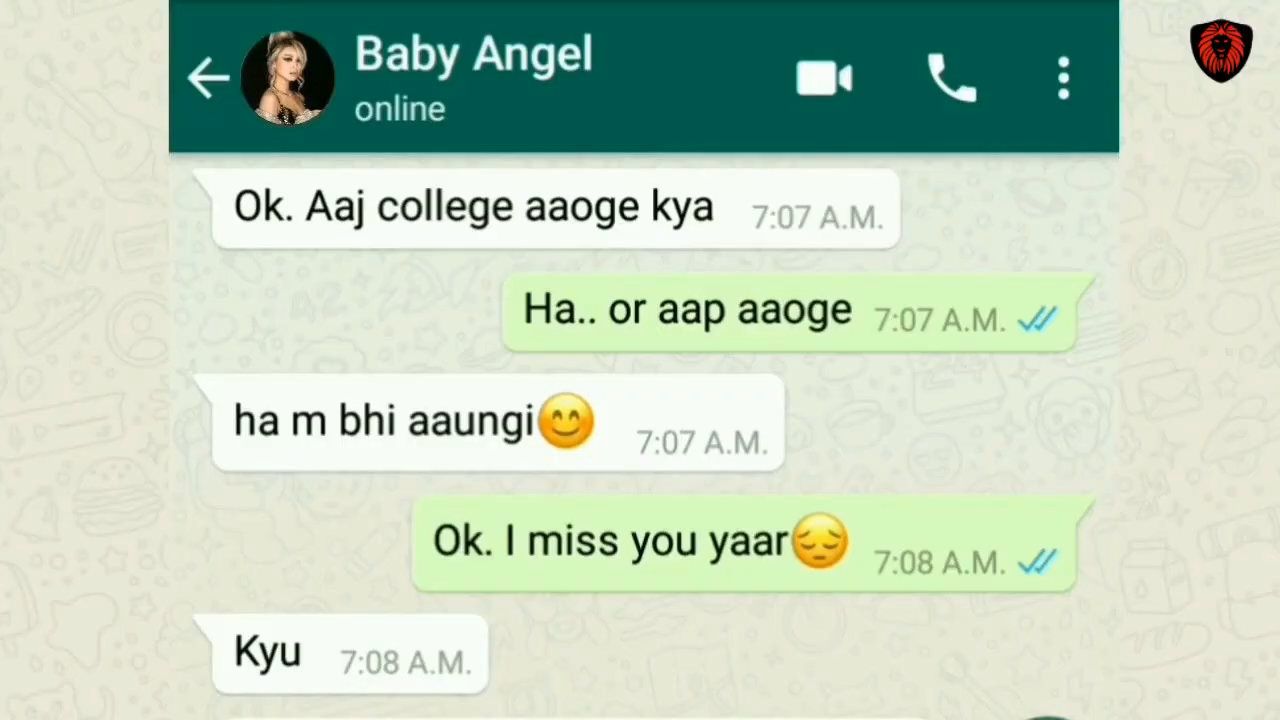 Baby Angel
online
Ok. Aaj college aaoge kya 7:07 A.M.
Ha.. or aap aaoge 7:07 A.M.
ha m bhi aaungi😊 7:07 A.M.
Ok. I miss you yaar😔 7:08 A.M.
Kyu 7:08 A.M.